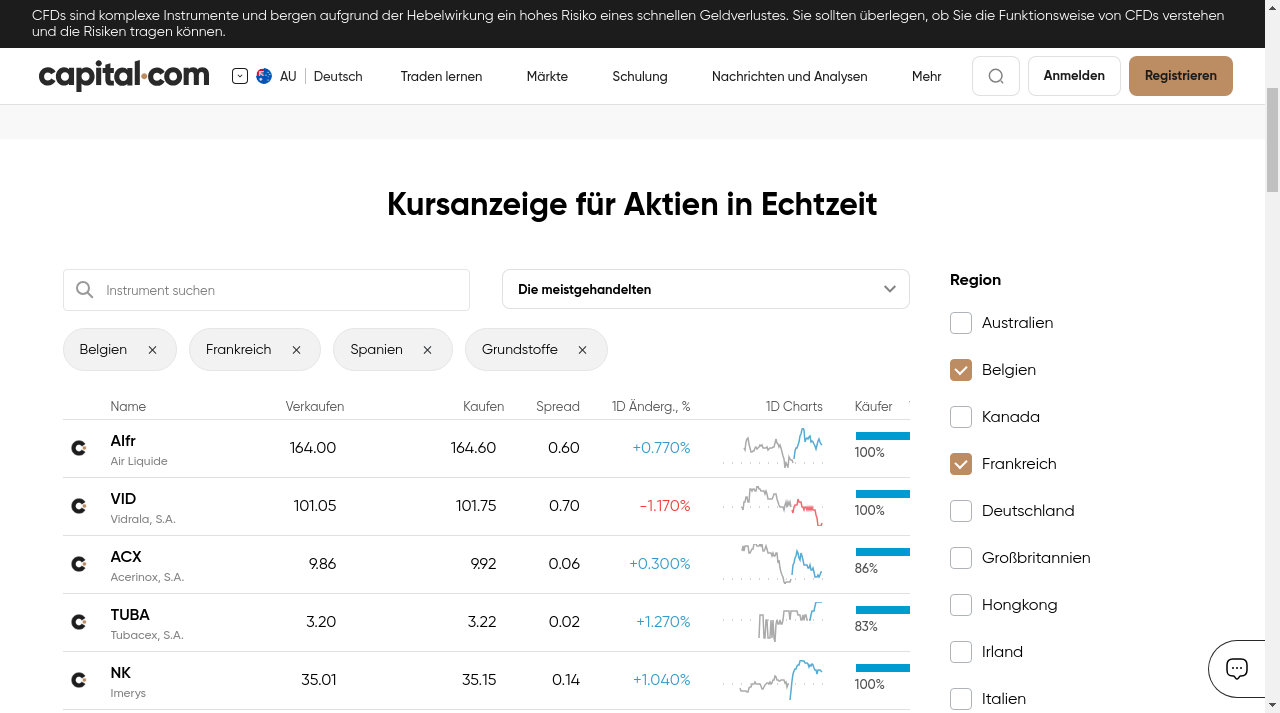 CFDs sind komplexe Instrumente und bergen aufgrund der Hebelwirkung ein hohes Risiko eines schnellen Geldverlustes. Sie sollten überlegen, ob Sie die Funktionsweise von CFDs verstehen
und die Risiken tragen können.
capital.com AU Deutsch Traden lernen Märkte Schulung Nachrichten und Analysen Mehr Anmelden Registrieren
Kursanzeige für Aktien in Echtzeit
Instrument suchen
Die meistgehandelten
Belgien Frankreich Spanien Grundstoffe
Name Verkaufen Kaufen Spread 1D Änderg., % 1D Charts Käufer
AIfr 164.00 164.60 0.60 +0.770% 100%
Air Liquide
VID 101.05 101.75 0.70 -1.170% 100%
Vidrala, S.A.
ACX 9.86 9.92 0.06 +0.300% 86%
Acerinox, S.A.
TUBA 3.20 3.22 0.02 +1.270% 83%
Tubacex, S.A.
NK 35.01 35.15 0.14 +1.040% 100%
Imerys
Region
Australien
Belgien
Kanada
Frankreich
Deutschland
Großbritannien
Hongkong
Irland
Italien